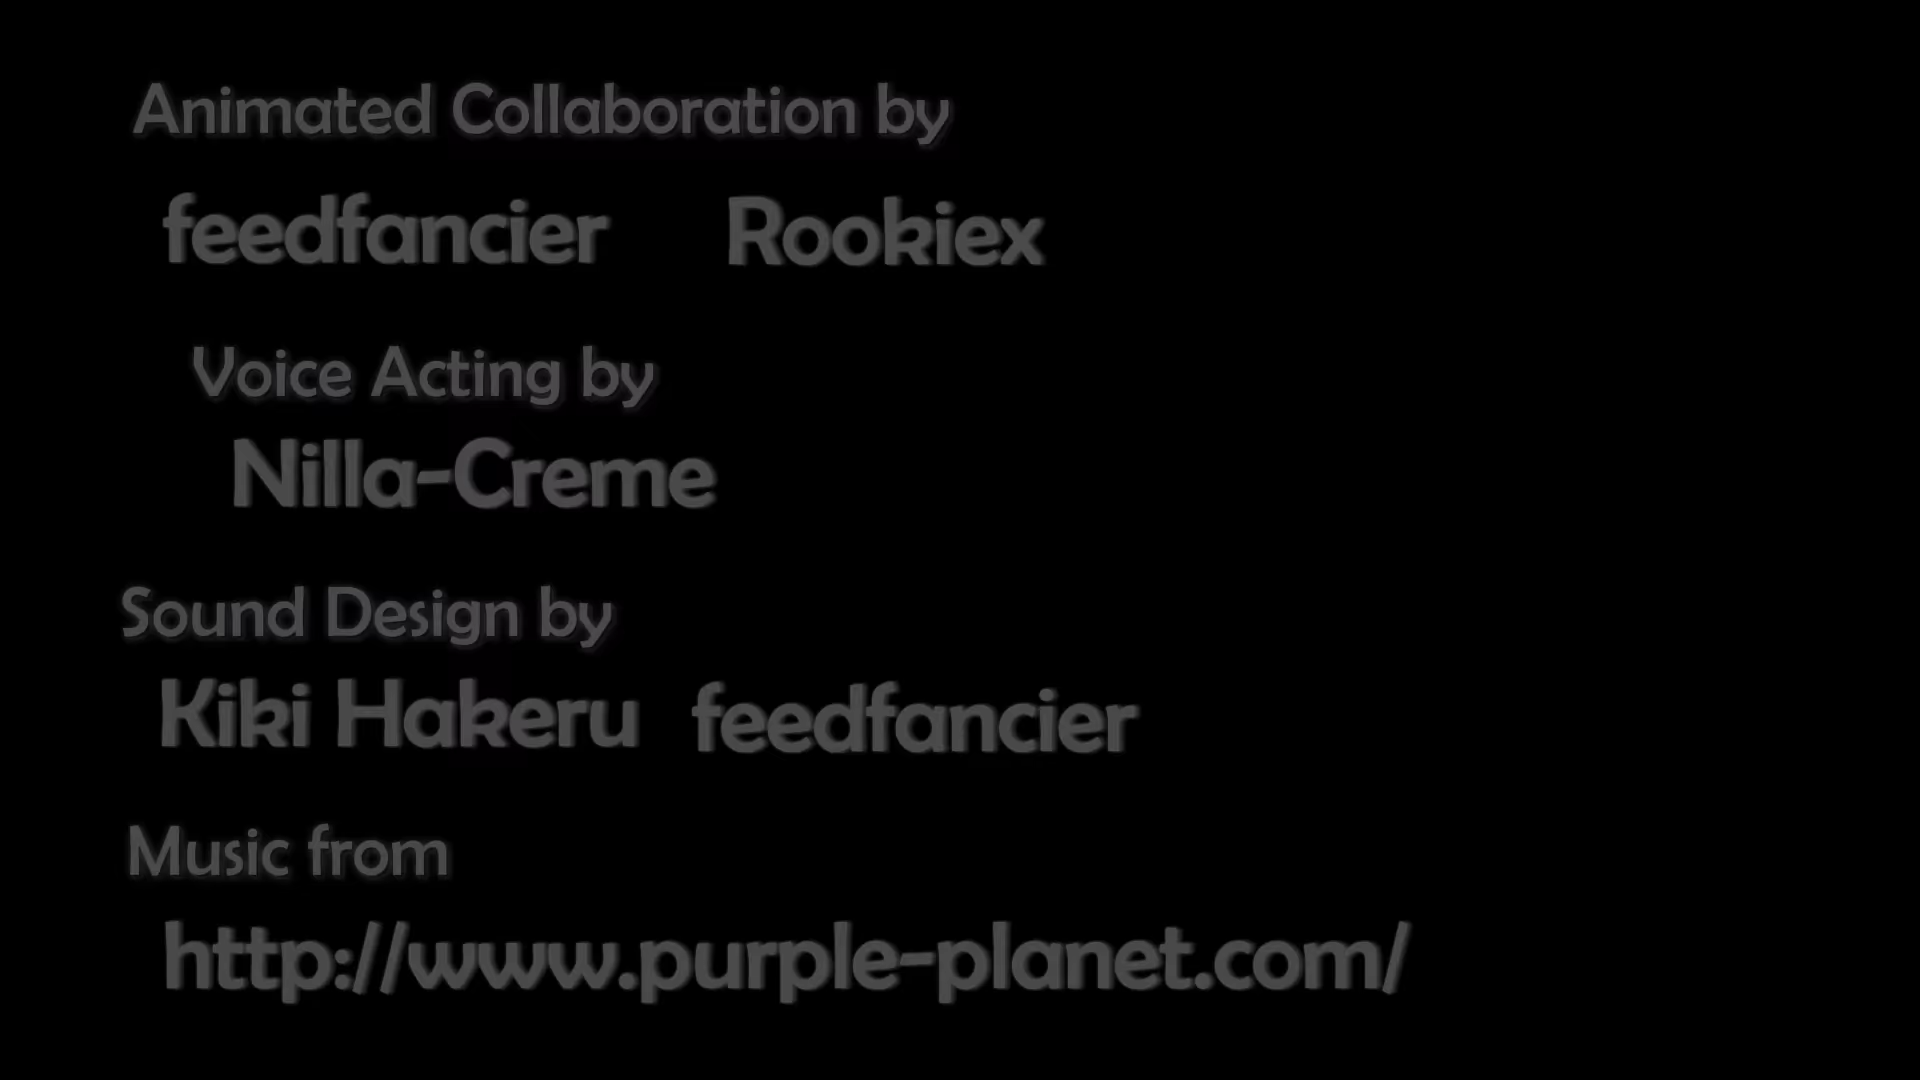 Animated Collaboration by
feedfancier Rookiex
Voice Acting by
Nilla-Creme
Sound Design by
Kiki Hakeru feedfancier
Music from
http://www.purple-planet.com/